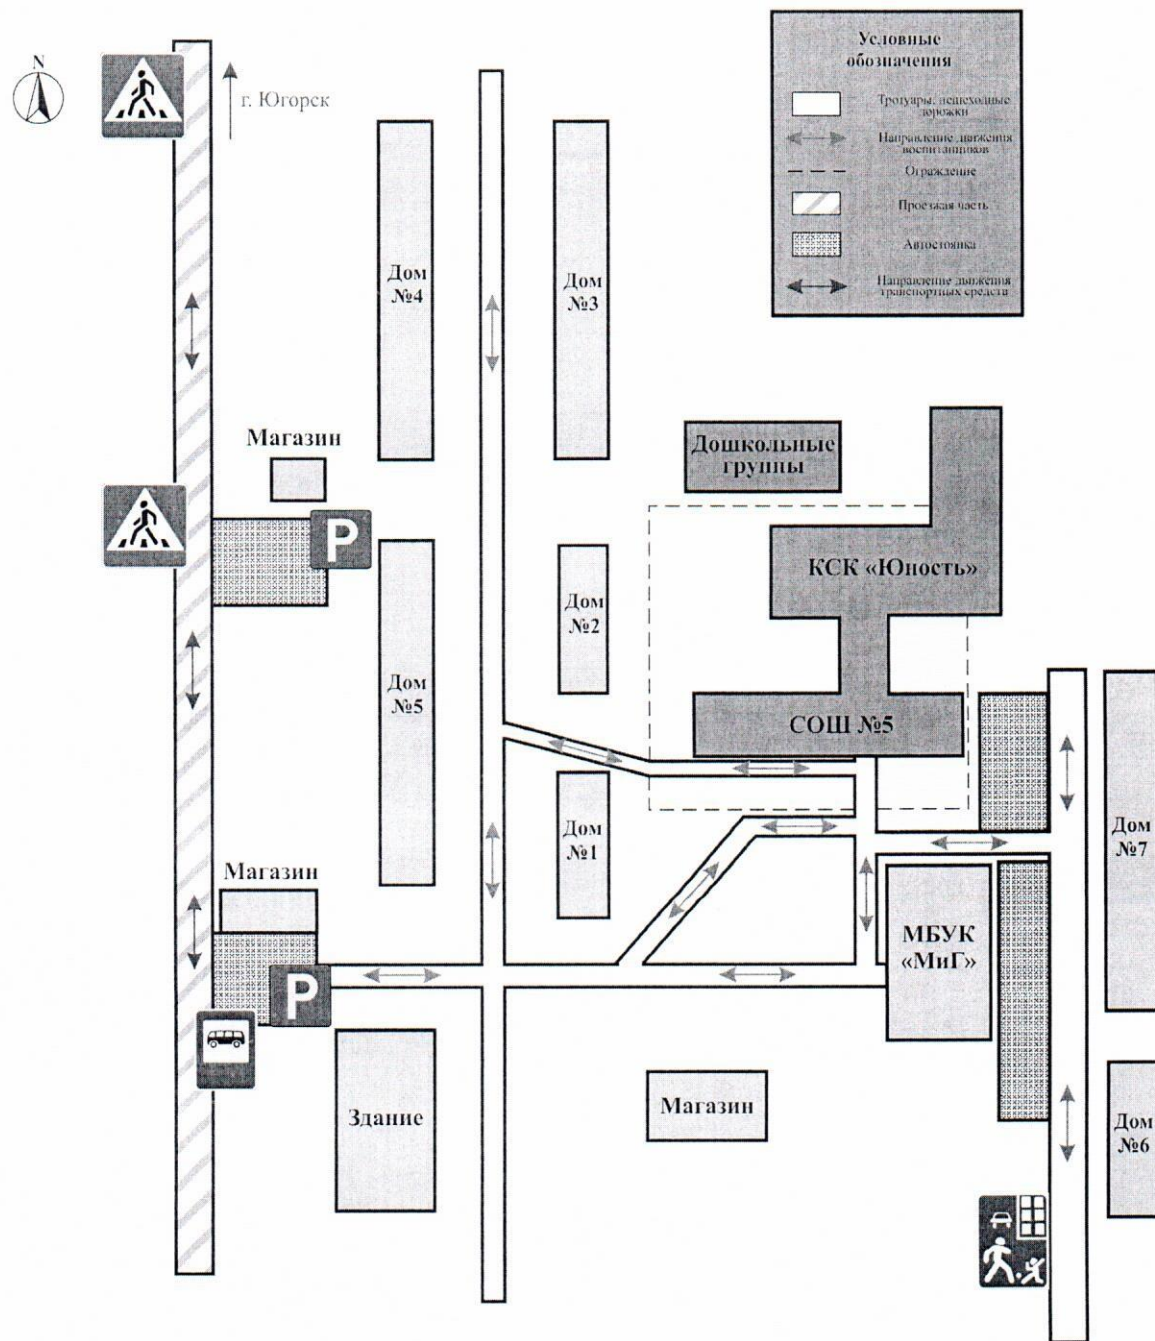 Условные
обозначения
Тротуары, пешеходные
дорожки
Направление движения
воспитанников
Ограждение
Проезжая часть
Автостоянка
Направление движения
транспортных средств
N
г. Югорск
Дом
№4
Дом
№3
Магазин
Дошкольные
группы
P
КСК «Юность»
Дом
№2
Дом
№5
СОШ №5
Дом
№1
Дом
№7
Магазин
МБУК
«МиГ»
P
Здание
Магазин
Дом
№6